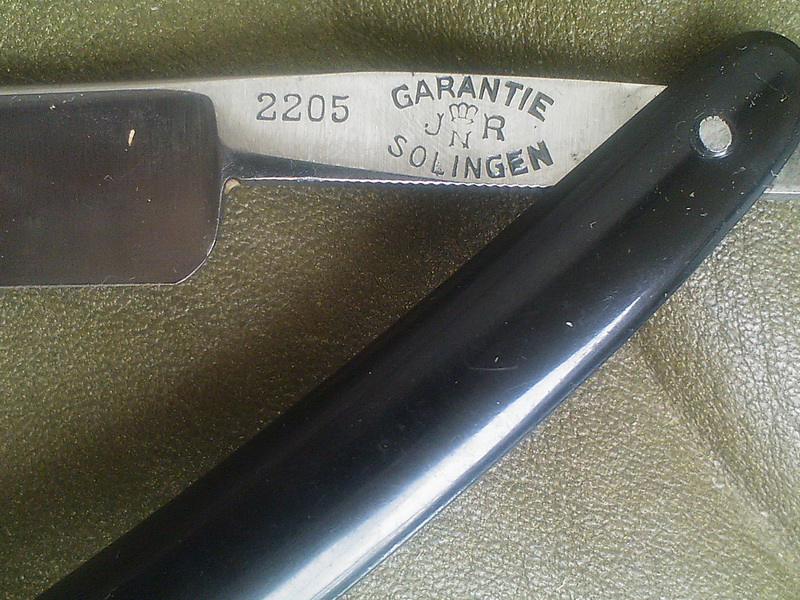 2205
GARANTIE
J N R
SOLINGEN